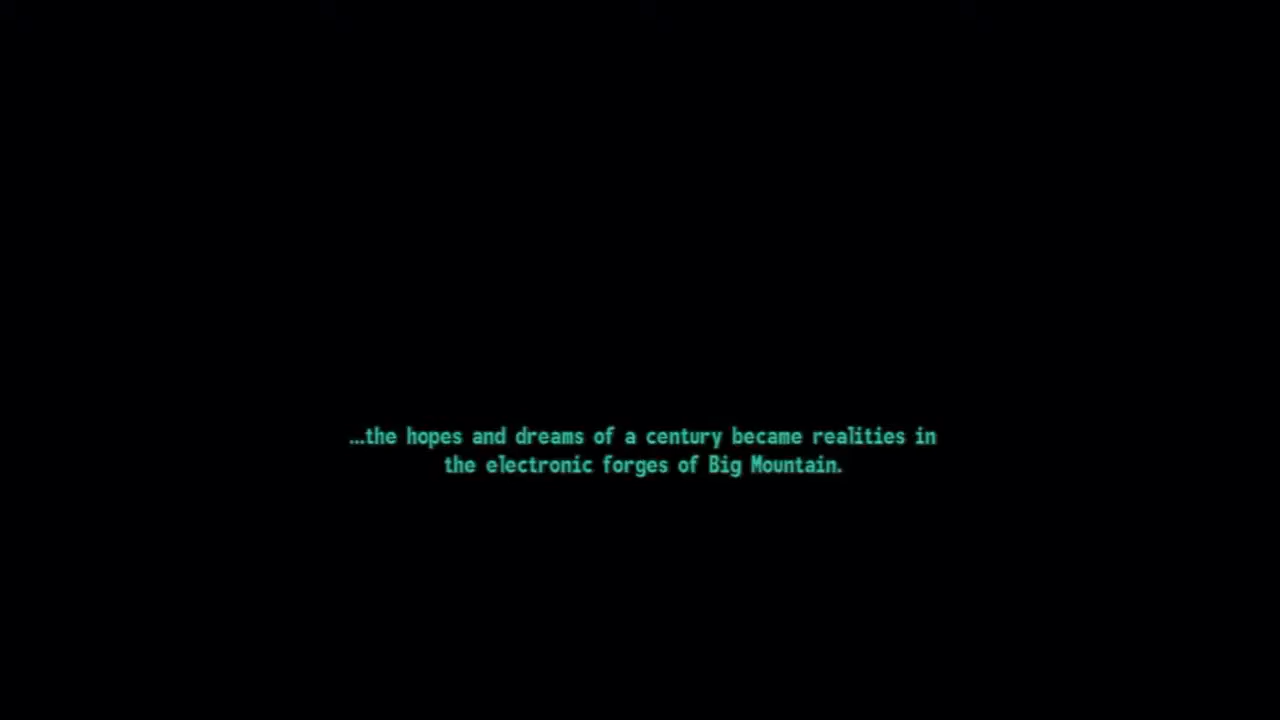 …the hopes and dreams of a century became realities in
the electronic forges of Big Mountain.